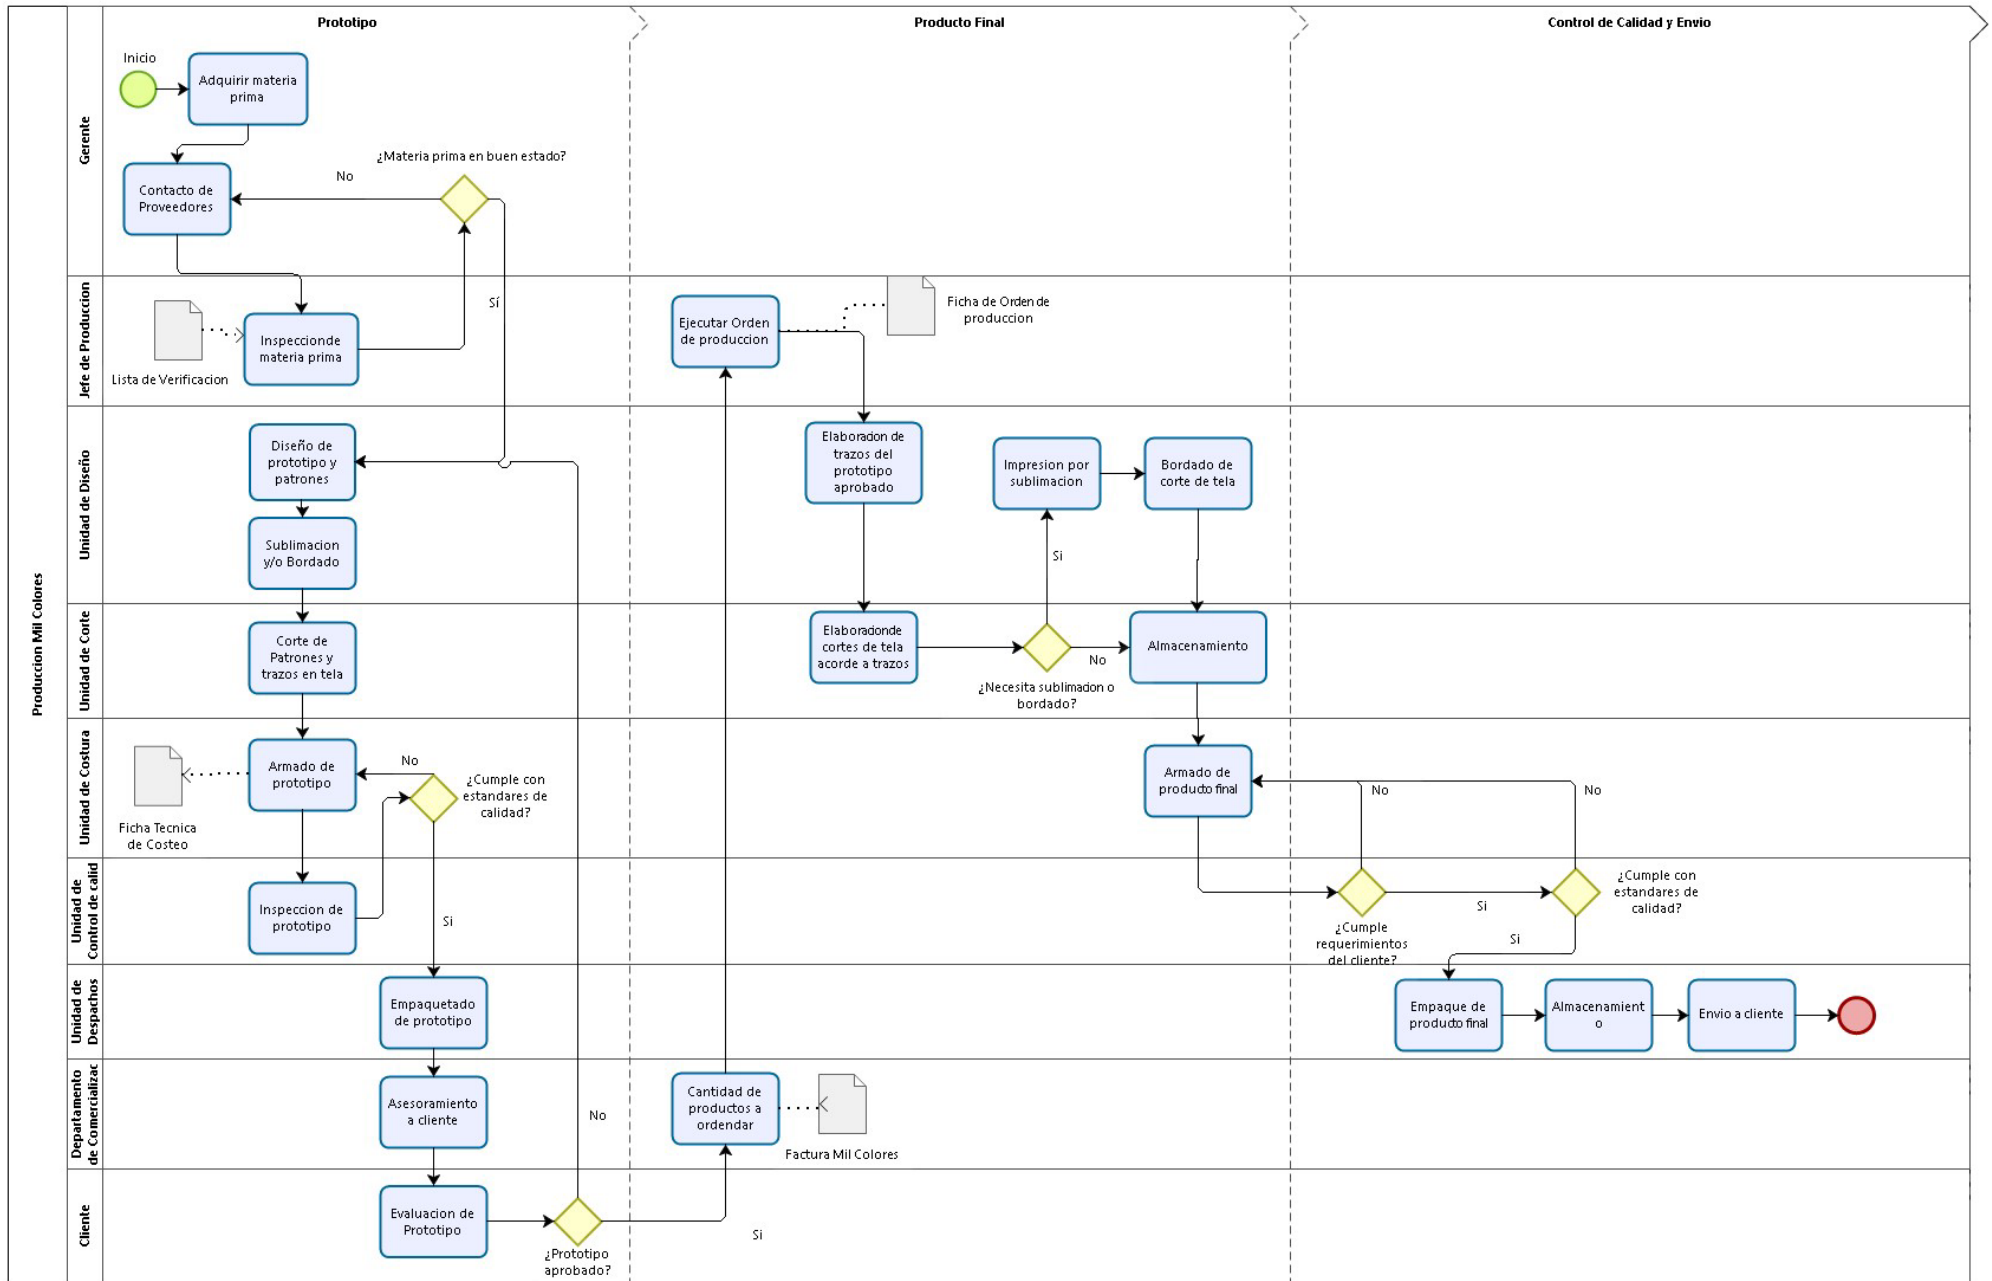 Prototipo
Producto Final
Control de Calidad y Envio
Produccion Mil Colores
Gerente
Inicio
Adquirir materia
prima
¿Materia prima en buen estado?
No
Contacto de
Proveedores
Sí
Jefe de Produccion
Lista de Verificacion
Inspeccionde
materia prima
Ejecutar Orden
de produccion
Ficha de Orden de
produccion
Unidad de Diseño
Diseño de
prototipo y
patrones
Sublimacion
y/o Bordado
Elaboracion de
trazos del
prototipo
aprobado
Impresion por
sublimacion
Bordado de
corte de tela
Si
Unidad de Corte
Corte de
Patrones y
trazos en tela
Elaboracionde
cortes de tela
acorde a trazos
No
¿Necesita sublimacion o
bordado?
Almacenamiento
Unidad de Costura
Ficha Tecnica
de Costeo
Armado de
prototipo
No
¿Cumple con
estandares de
calidad?
Armado de
producto final
No
No
Unidad de
Control de calid
Inspeccion de
prototipo
Si
¿Cumple
requerimientos
del cliente?
Si
¿Cumple con
estandares de
calidad?
Si
Unidad de
Despachos
Empaquetado
de prototipo
Empaque de
producto final
Almacenamient
o
Envio a cliente
Departamento
de Comercializac
Asesoramiento
a cliente
No
Cantidad de
productos a
ordendar
Factura Mil Colores
Cliente
Evaluacion de
Prototipo
¿Prototipo
aprobado?
Si